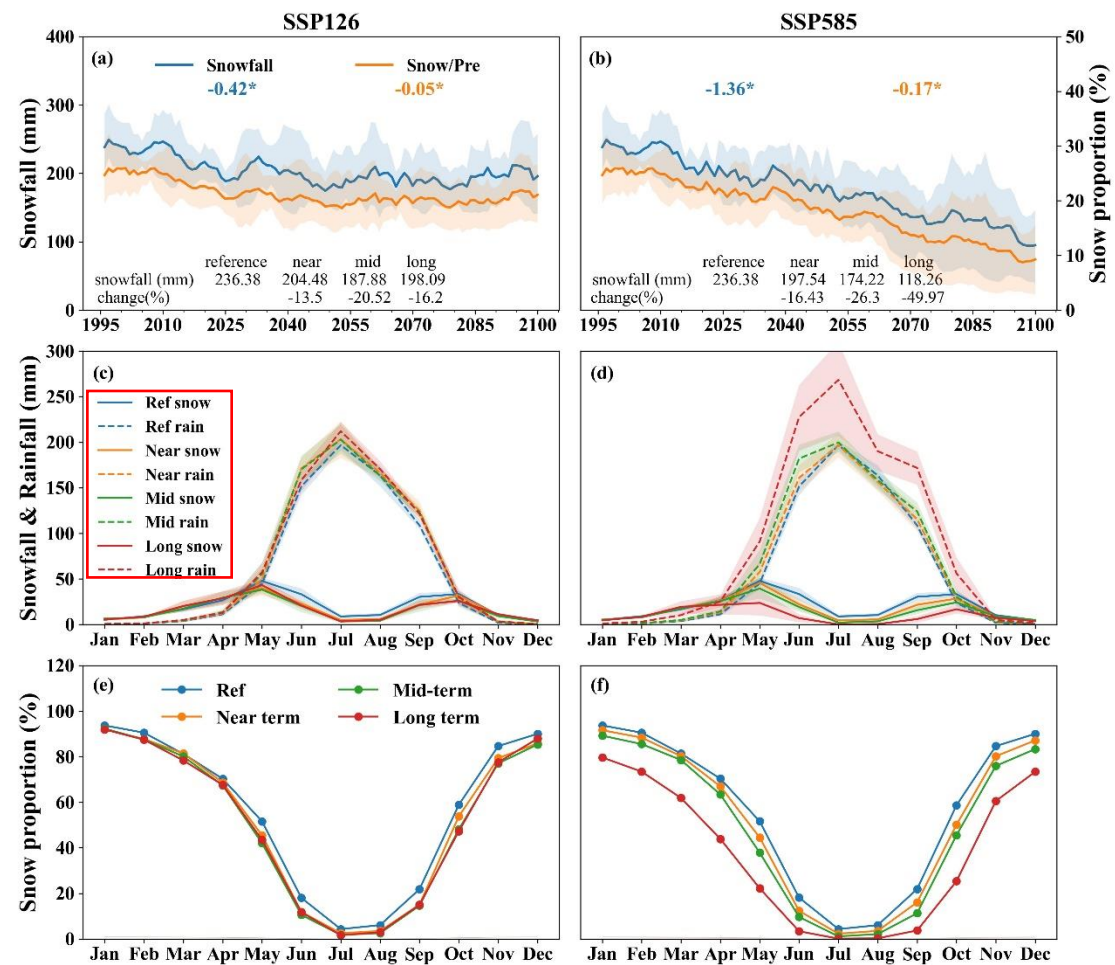 SSP126
SSP585
400
300
200
100
0
Snowfall (mm)
(a)
Snowfall
Snow/Pre
-0.42*
-0.05*
reference near mid long
snowfall (mm) 236.38 204.48 187.88 198.09
change(%) -13.5 -20.52 -16.2
1995 2010 2025 2040 2055 2070 2085 2100
(b)
-1.36*
-0.17*
reference near mid long
snowfall (mm) 236.38 197.54 174.22 118.26
change(%) -16.43 -26.3 -49.97
1995 2010 2025 2040 2055 2070 2085 2100
50
40
30
20
10
0
Snow proportion (%)
300
250
200
150
100
50
0
Snowfall & Rainfall (mm)
(c)
Ref snow
Ref rain
Near snow
Near rain
Mid snow
Mid rain
Long snow
Long rain
Jan Feb Mar Apr May Jun Jul Aug Sep Oct Nov Dec
(d)
Jan Feb Mar Apr May Jun Jul Aug Sep Oct Nov Dec
120
100
80
60
40
20
0
Snow proportion (%)
(e)
Ref
Mid-term
Near term
Long term
Jan Feb Mar Apr May Jun Jul Aug Sep Oct Nov Dec
(f)
Jan Feb Mar Apr May Jun Jul Aug Sep Oct Nov Dec